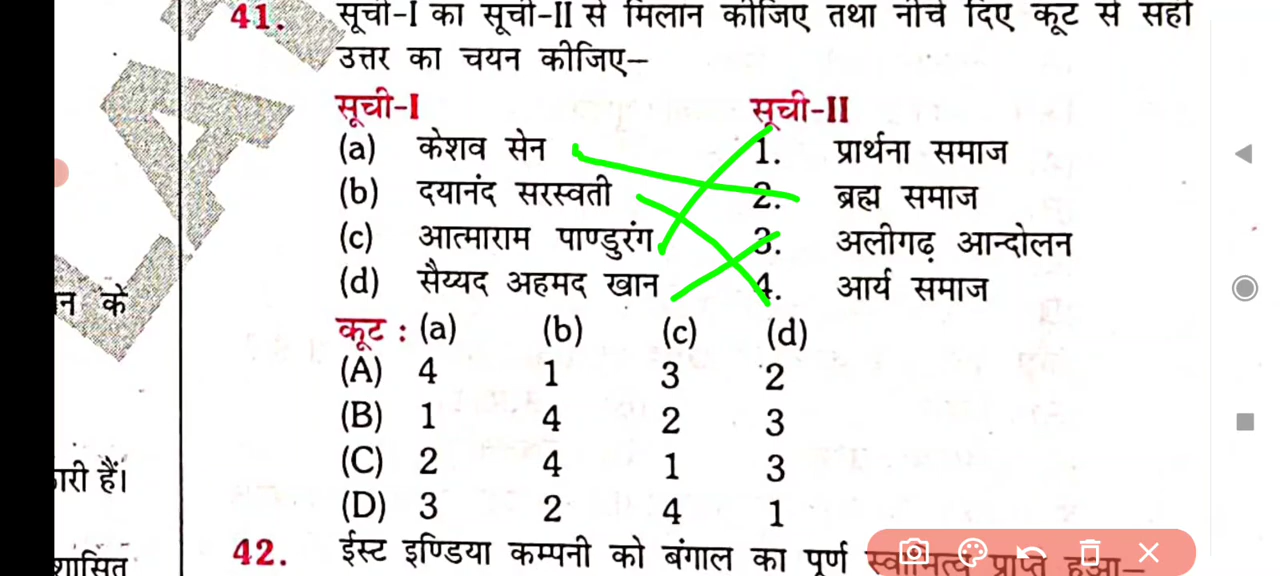 41. सूची-I का सूची-II से मिलान कीजिए तथा नीचे दिए कूट से सही
उत्तर का चयन कीजिए–
सूची-I सूची-II
(a) केशव सेन 1. प्रार्थना समाज
(b) दयानंद सरस्वती 2. ब्रह्म समाज
(c) आत्माराम पाण्डुरंग 3. अलीगढ़ आन्दोलन
(d) सैय्यद अहमद खान 4. आर्य समाज
के
कूट : (a) (b) (c) (d)
(A) 4 1 3 2
(B) 1 4 2 3
(C) 2 4 1 3
हैं।
(D) 3 2 4 1
42. ईस्ट इण्डिया कम्पनी को बंगाल का पूर्ण स्वामित्व प्राप्त हुआ–